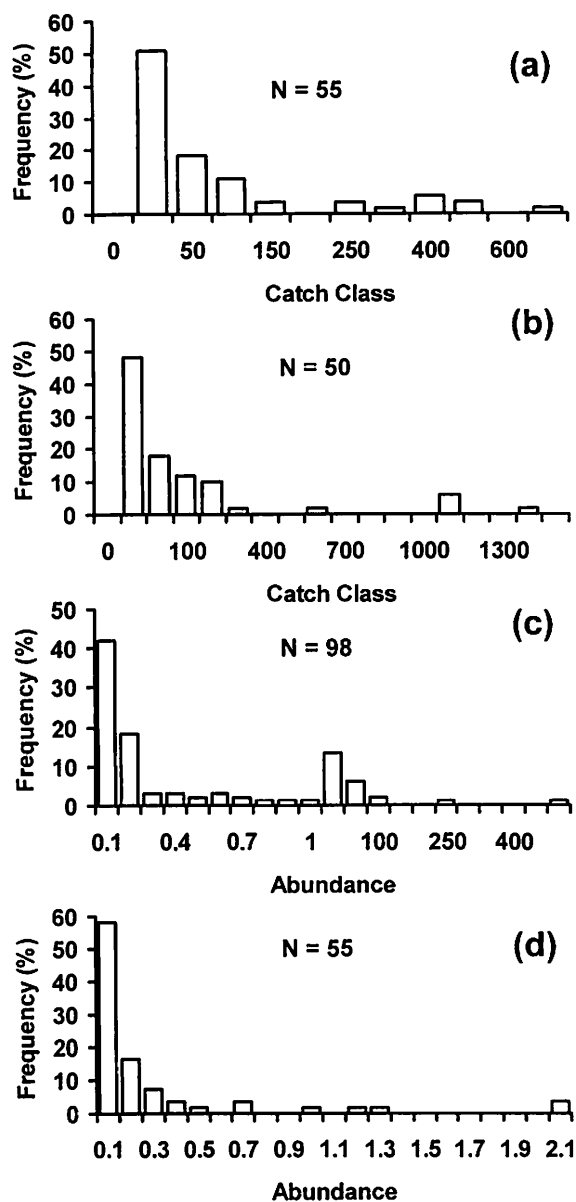 60
50
40
30
20
10
0
Frequency (%)
(a)
N = 55
0 50 150 250 400 600
Catch Class
60
50
40
30
20
10
0
Frequency (%)
(b)
N = 50
0 100 400 700 1000 1300
Catch Class
50
40
30
20
10
0
Frequency (%)
(c)
N = 98
0.1 0.4 0.7 1 100 250 400
Abundance
60
50
40
30
20
10
0
Frequency (%)
(d)
N = 55
0.1 0.3 0.5 0.7 0.9 1.1 1.3 1.5 1.7 1.9 2.1
Abundance